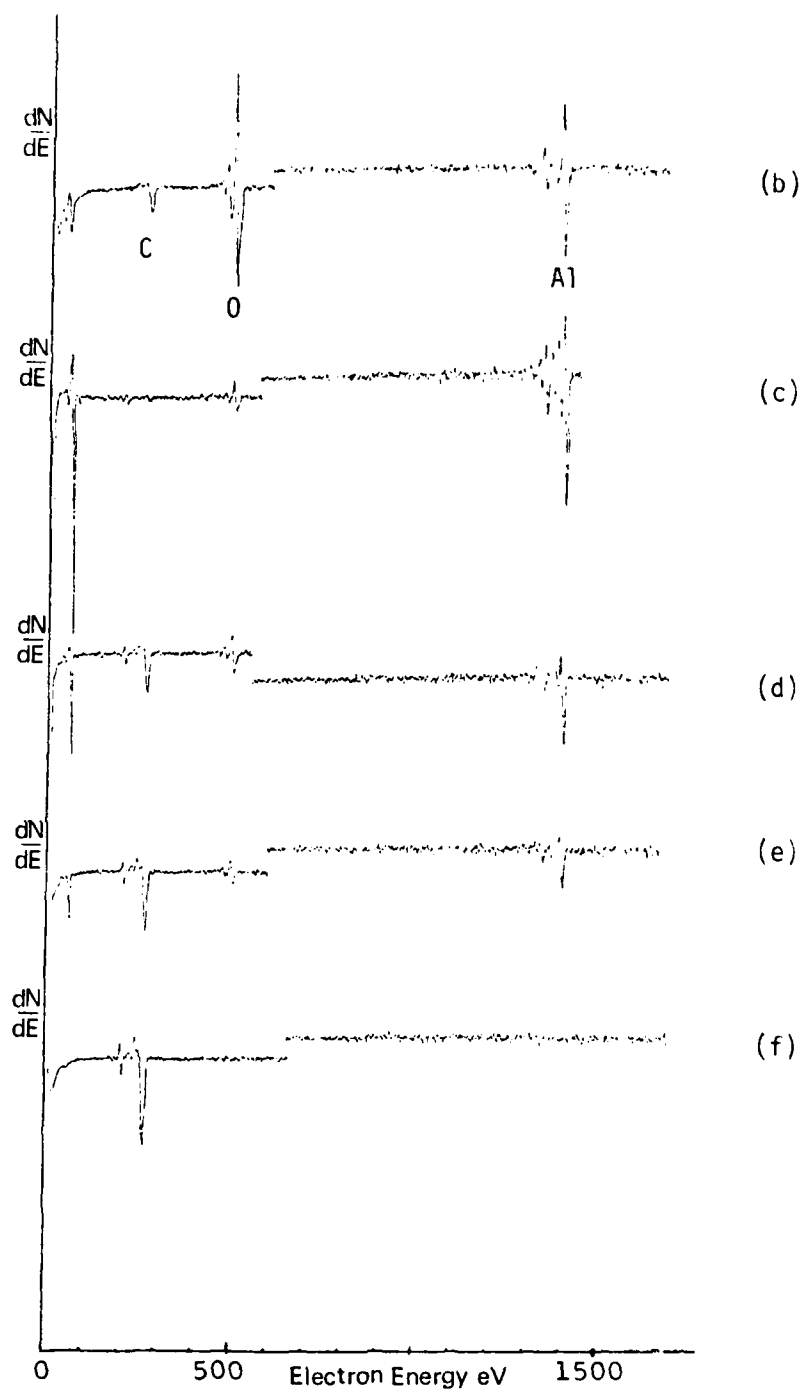 dN
dE
(b)
C
O
Al
dN
dE
(c)
dN
dE
(d)
dN
dE
(e)
dN
dE
(f)
0
500
Electron Energy eV
1500